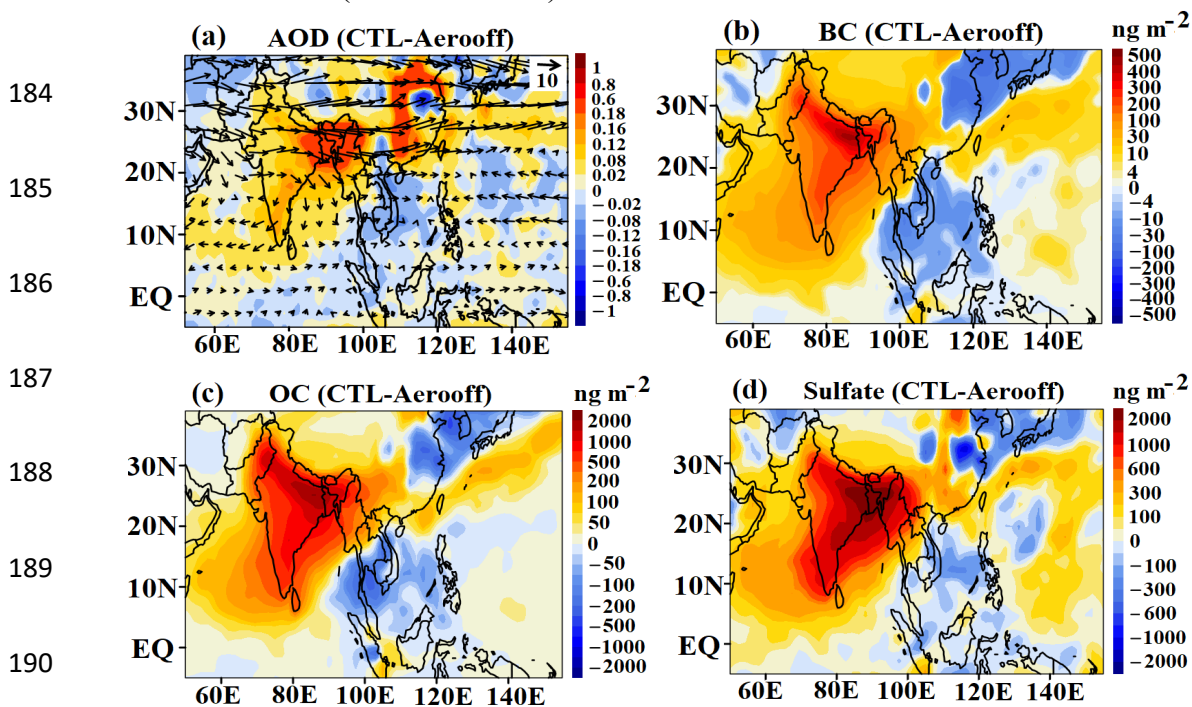 (a) AOD (CTL-Aerooff)
10
184
30N
20N
185
10N
186
EQ
60E 80E 100E 120E 140E
1
0.8
0.6
0.18
0.16
0.12
0.08
0.02
0
−0.02
−0.08
−0.12
−0.16
−0.18
−0.6
−0.8
−1
(b) BC (CTL-Aerooff)
ng m−2
30N
20N
10N
EQ
60E 80E 100E 120E 140E
500
400
300
200
100
30
10
4
0
−4
−10
−30
−100
−200
−300
−400
−500
187
(c) OC (CTL-Aerooff)
ng m−2
30N
188
20N
189
10N
190
EQ
60E 80E 100E 120E 140E
2000
1000
500
200
100
50
0
−50
−100
−200
−500
−1000
−2000
(d) Sulfate (CTL-Aerooff)
ng m−2
30N
20N
10N
EQ
60E 80E 100E 120E 140E
2000
1000
600
300
100
0
−100
−300
−600
−1000
−2000